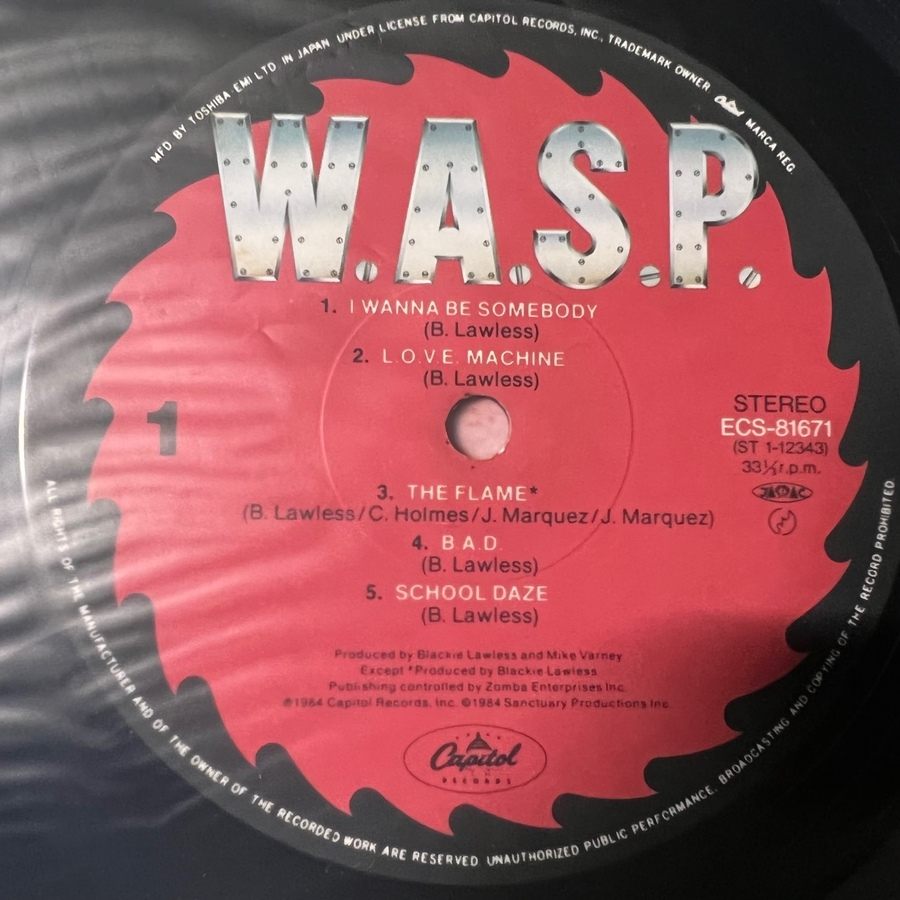 MFD BY TOSHIBA-EMI LTD. IN JAPAN UNDER LICENSE FROM CAPITOL RECORDS, INC., TRADEMARK OWNER Capitol MARCA REG.
W.A.S.P.
1. I WANNA BE SOMEBODY
(B. Lawless)
2. L.O.V.E. MACHINE
(B. Lawless)
1
STEREO
ECS-81671
(ST 1-12343)
33⅓r.p.m.
JASRAC
3. THE FLAME*
(B. Lawless/C. Holmes/J. Marquez/J. Marquez)
4. B.A.D.
(B. Lawless)
5. SCHOOL DAZE
(B. Lawless)
Produced by Blackie Lawless and Mike Varney
Except *Produced by Blackie Lawless
Publishing controlled by Zomba Enterprises Inc.
℗1984 Capitol Records, Inc. ©1984 Sanctuary Productions Inc.
Capitol
RECORDS
ALL RIGHTS OF THE MANUFACTURER AND OF THE OWNER OF THE RECORDED WORK ARE RESERVED. UNAUTHORIZED PUBLIC PERFORMANCE, BROADCASTING AND COPYING OF THE RECORD PROHIBITED.